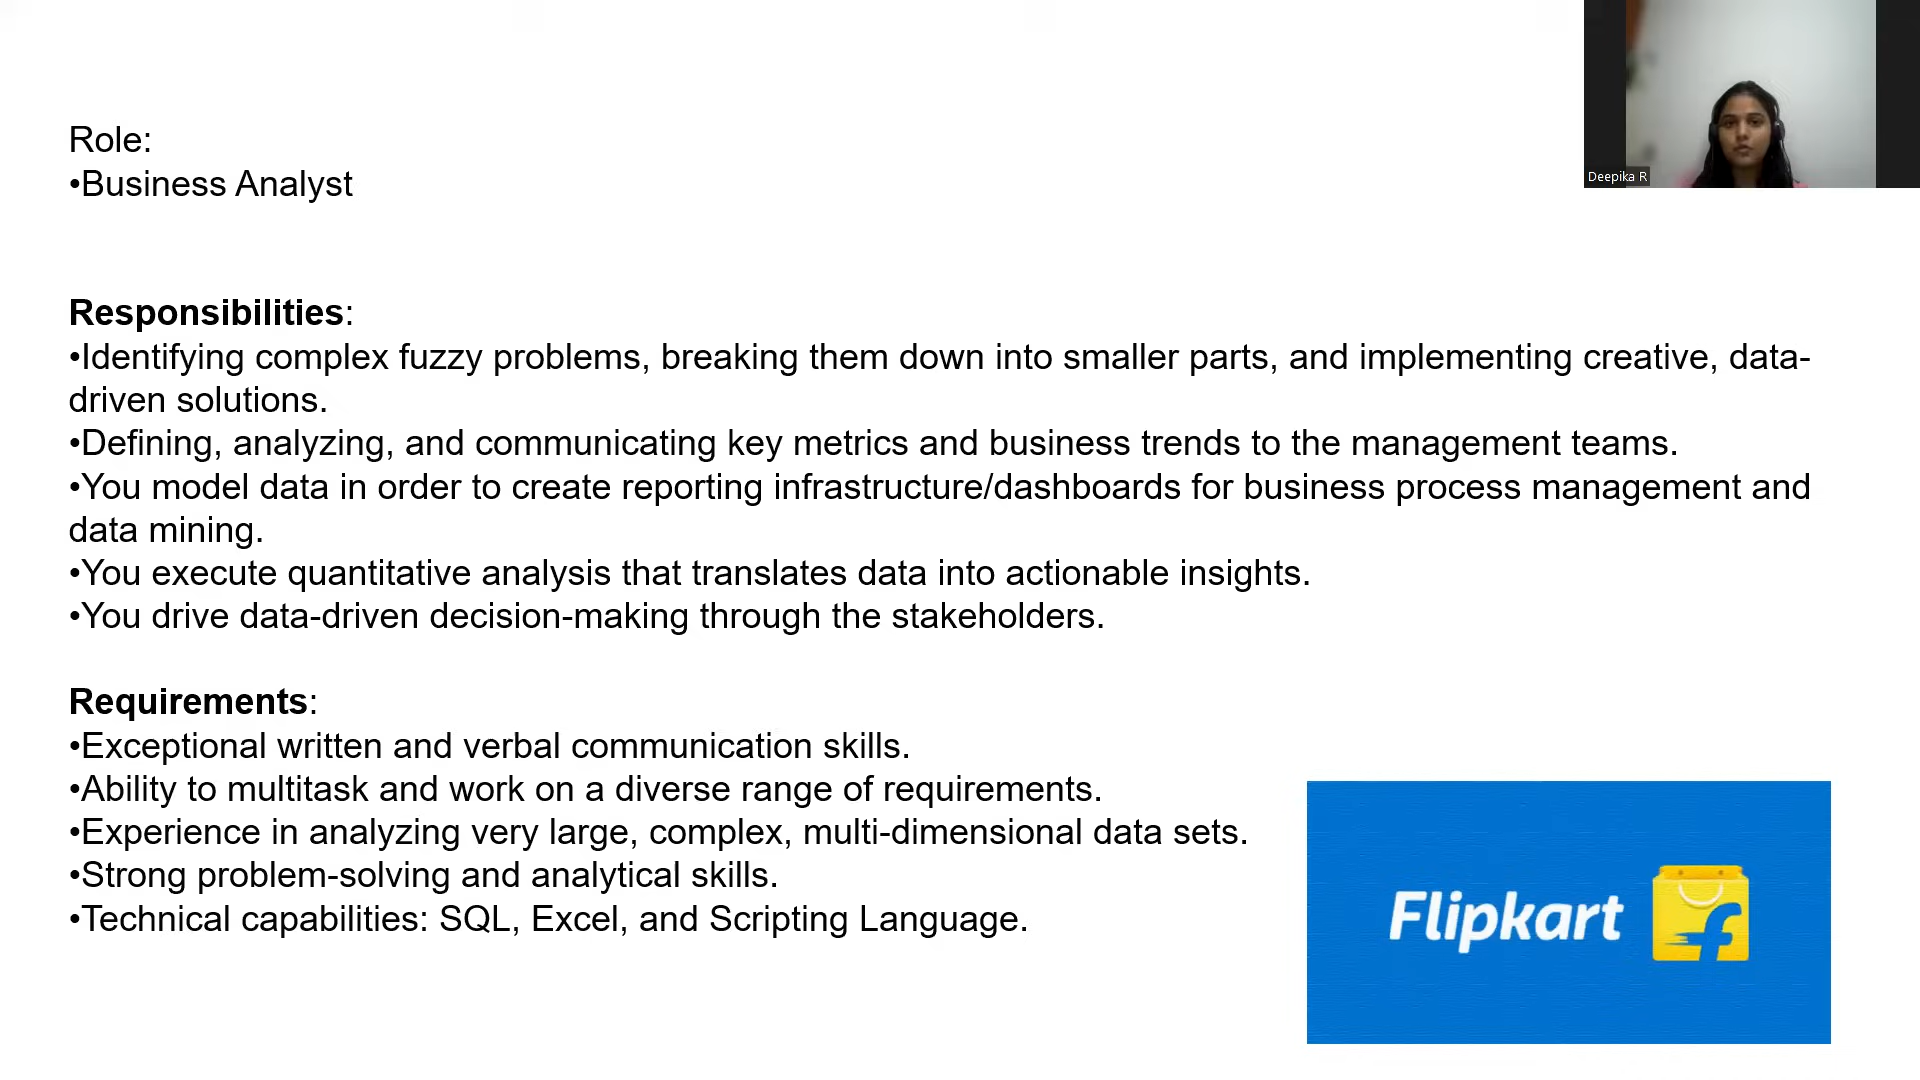 Role:
•Business Analyst
Responsibilities:
•Identifying complex fuzzy problems, breaking them down into smaller parts, and implementing creative, data-
driven solutions.
•Defining, analyzing, and communicating key metrics and business trends to the management teams.
•You model data in order to create reporting infrastructure/dashboards for business process management and
data mining.
•You execute quantitative analysis that translates data into actionable insights.
•You drive data-driven decision-making through the stakeholders.
Requirements:
•Exceptional written and verbal communication skills.
•Ability to multitask and work on a diverse range of requirements.
•Experience in analyzing very large, complex, multi-dimensional data sets.
•Strong problem-solving and analytical skills.
•Technical capabilities: SQL, Excel, and Scripting Language.
Deepika R
Flipkart
f